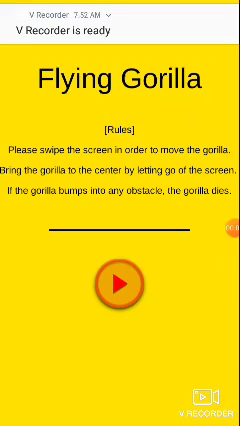 V Recorder 7:52 AM
V Recorder is ready
Flying Gorilla
[Rules]
Please swipe the screen in order to move the gorilla.
Bring the gorilla to the center by letting go of the screen.
If the gorilla bumps into any obstacle, the gorilla dies.
V RECORDER